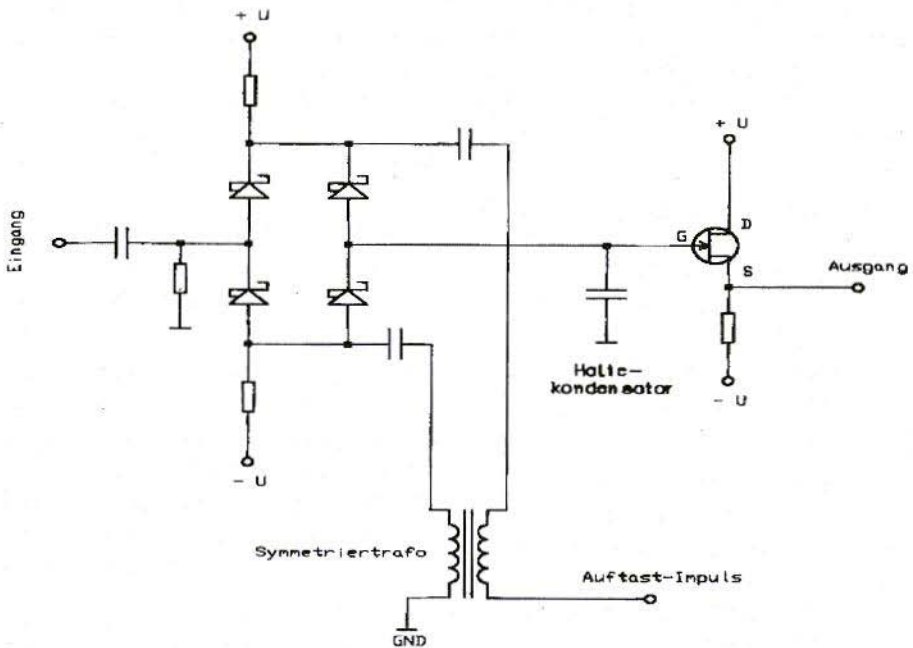 + U
+ U
Eingang
G
D
S
Ausgang
Halte-
kondensator
- U
- U
Symmetriertrafo
Auftast-Impuls
GND